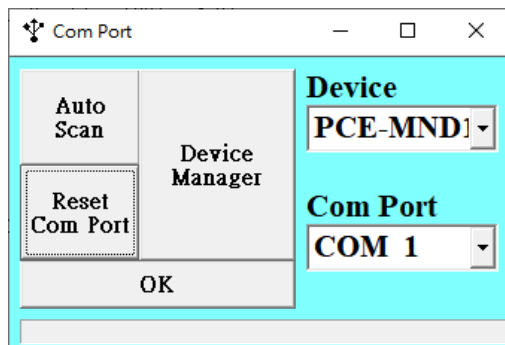 Com Port
Auto
Scan
Device
Manager
Reset
Com Port
OK
Device
PCE-MND1
Com Port
COM 1